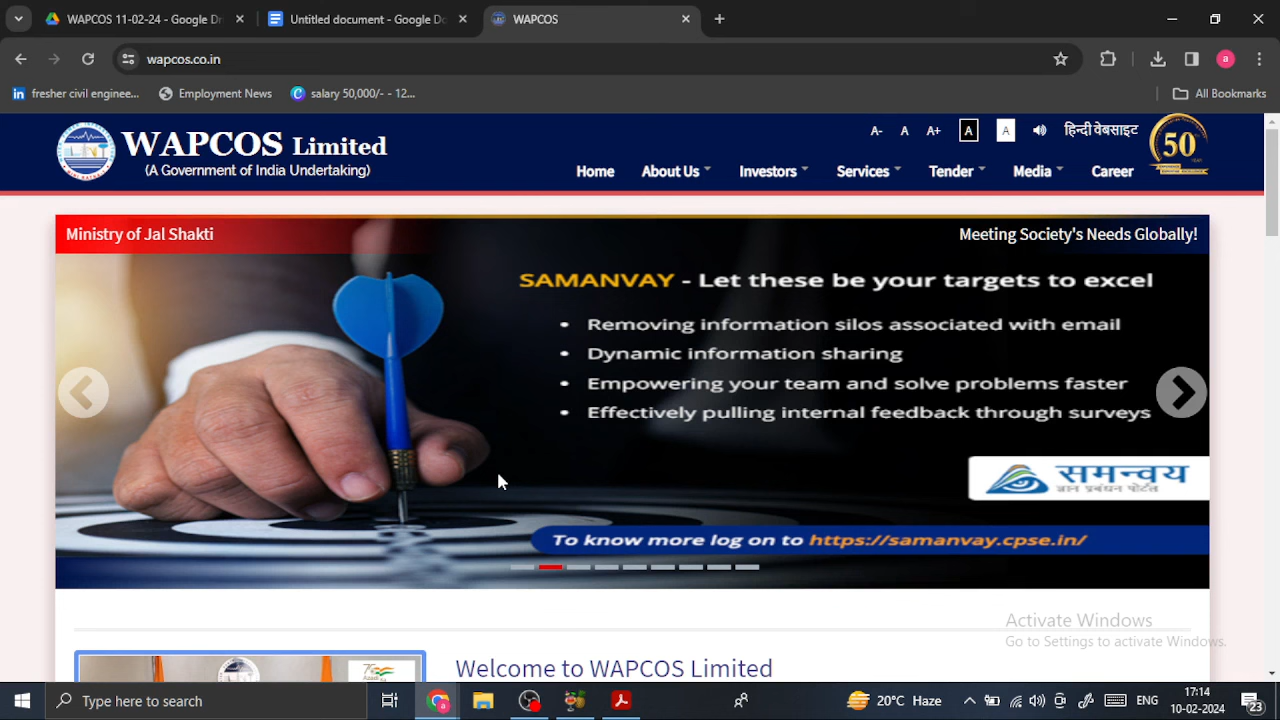 WAPCOS 11-02-24 - Google Dr
Untitled document - Google Do
WAPCOS
wapcos.co.in
fresher civil enginee...
Employment News
salary 50,000/- - 12...
All Bookmarks
WAPCOS Limited
(A Government of India Undertaking)
A- A A+ A A हिन्दी वेबसाइट
50
Home About Us Investors Services Tender Media Career
Ministry of Jal Shakti
Meeting Society's Needs Globally!
SAMANVAY - Let these be your targets to excel
• Removing information silos associated with email
• Dynamic information sharing
• Empowering your team and solve problems faster
• Effectively pulling internal feedback through surveys
समन्वय
ज्ञान प्रबंधन पोर्टल
To know more log on to https://samanvay.cpse.in/
Activate Windows
Go to Settings to activate Windows.
Welcome to WAPCOS Limited
Type here to search
20°C Haze
ENG
17:14
10-02-2024
23